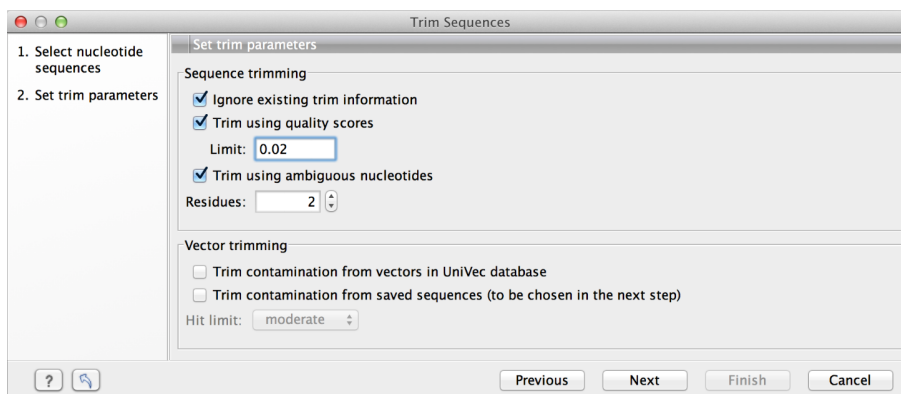 Trim Sequences
1. Select nucleotide
sequences
2. Set trim parameters
Set trim parameters
Sequence trimming
Ignore existing trim information
Trim using quality scores
Limit: 0.02
Trim using ambiguous nucleotides
Residues: 2
Vector trimming
Trim contamination from vectors in UniVec database
Trim contamination from saved sequences (to be chosen in the next step)
Hit limit: moderate
? Previous Next Finish Cancel